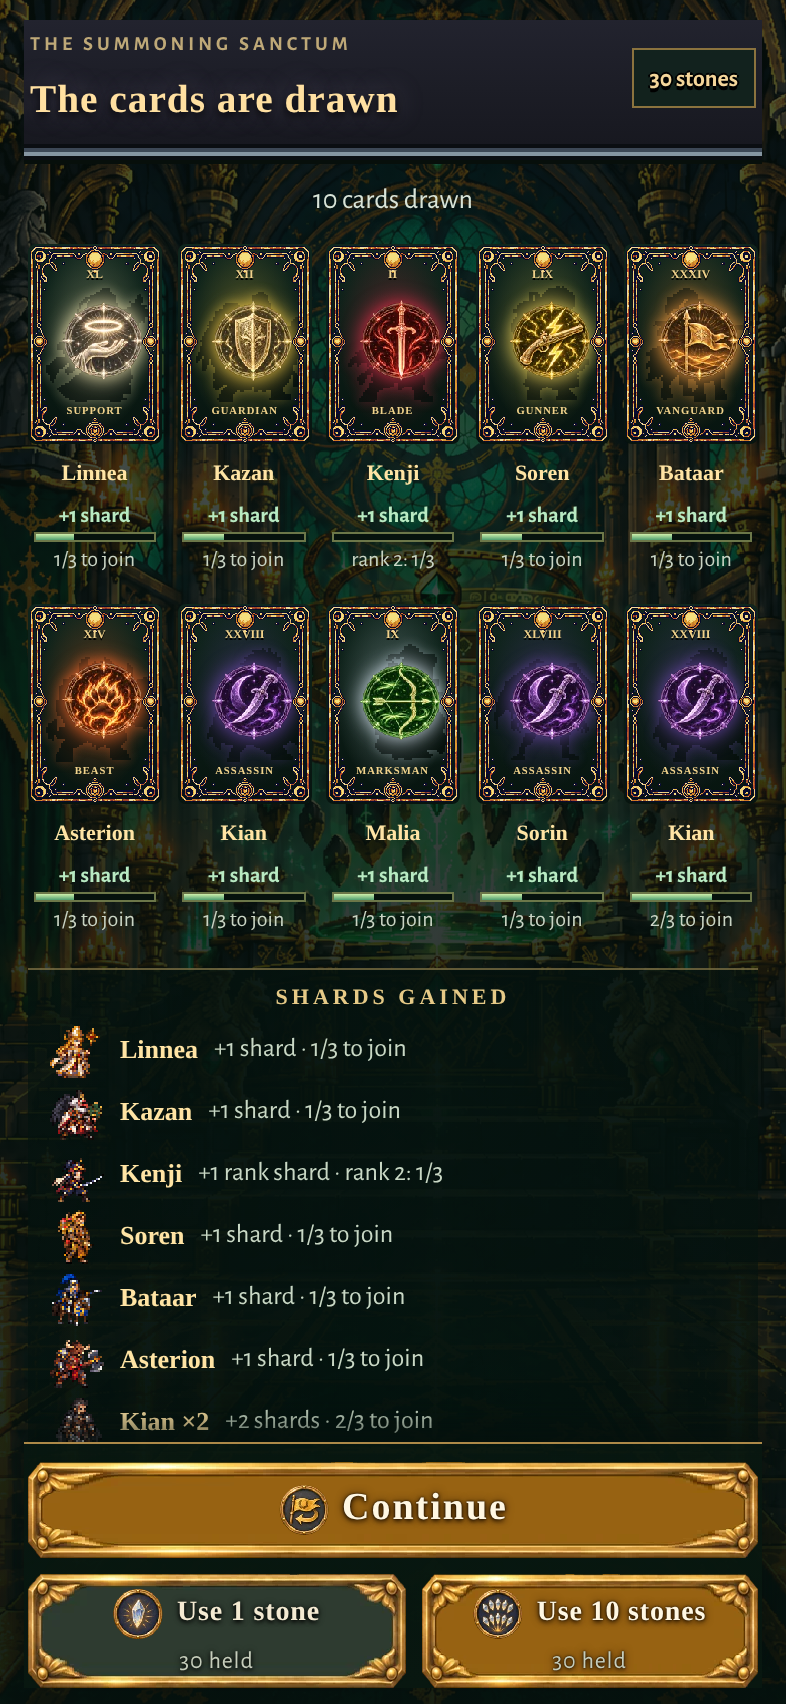 THE SUMMONING SANCTUM
The cards are drawn
30 stones
10 cards drawn
XL XII II LIX XXXIV
SUPPORT GUARDIAN BLADE GUNNER VANGUARD
Linnea Kazan Kenji Soren Bataar
+1 shard +1 shard +1 shard +1 shard +1 shard
1/3 to join 1/3 to join rank 2: 1/3 1/3 to join 1/3 to join
XIV XXVIII IX XLVIII XXVIII
BEAST ASSASSIN MARKSMAN ASSASSIN ASSASSIN
Asterion Kian Malia Sorin Kian
+1 shard +1 shard +1 shard +1 shard +1 shard
1/3 to join 1/3 to join 1/3 to join 1/3 to join 2/3 to join
SHARDS GAINED
Linnea +1 shard · 1/3 to join
Kazan +1 shard · 1/3 to join
Kenji +1 rank shard · rank 2: 1/3
Soren +1 shard · 1/3 to join
Bataar +1 shard · 1/3 to join
Asterion +1 shard · 1/3 to join
Kian ×2 +2 shards · 2/3 to join
Continue
Use 1 stone
30 held
Use 10 stones
30 held